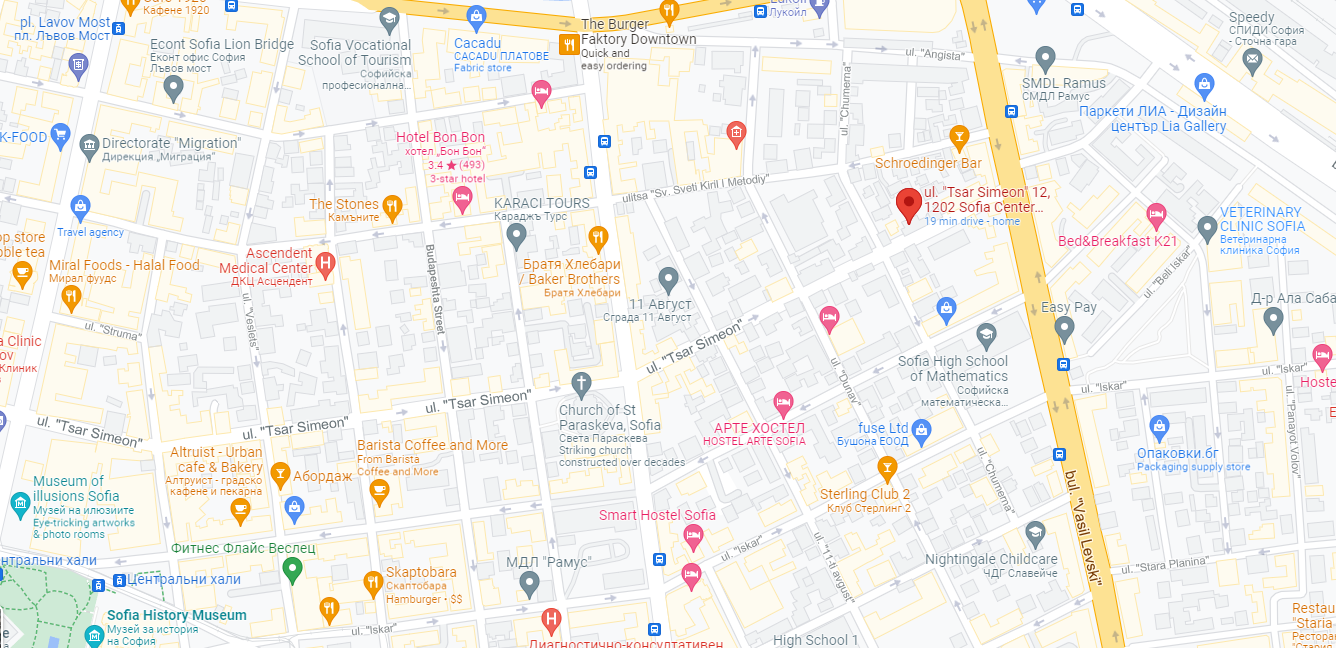 Кафене 1920
pl. Lavov Most
пл. Лъвов Мост
Econt Sofia Lion Bridge
Еконт офис София
Лъвов мост
Sofia Vocational
School of Tourism
Софийска
професионална...
Cacadu
CACADU ПЛАТОВЕ
Fabric store
The Burger
Faktory Downtown
Quick and
easy ordering
Лукойл
ul. "Angista"
ul. "Chumerna"
SMDL Ramus
СМДЛ Рамус
Speedy
СПИДИ София
- Сточна гара
Паркети ЛИА - Дизайн
център Lia Gallery
K-FOOD
Directorate "Migration"
Дирекция „Миграция"
Hotel Bon Bon
хотел „Бон Бон"
3.4 ★ (493)
3-star hotel
Schroedinger Bar
ulitsa "Sv. Sveti Kiril I Metodiy"
ul. "Tsar Simeon" 12,
1202 Sofia Center...
19 min drive - home
The Stones
Камъните
KARACI TOURS
Караджъ Турс
Travel agency
Bed&Breakfast K21
VETERINARY
CLINIC SOFIA
Ветеринарна
клиника София
op store
bble tea
Miral Foods - Halal Food
Мирал фуудс
Ascendent
Medical Center
ДКЦ Асцендент
Budapeshta Street
Братя Хлебари
/ Baker Brothers
Братя Хлебари
11 Август
Сграда 11 Август
ul. "Beli Iskar"
Easy Pay
Д-р Ала Саба
ul. "Struma"
ul. "Veslets"
a Clinic
ov
Клиник
ul. "Tsar Simeon"
ul. "Dunav"
Sofia High School
of Mathematics
Софийска
математическа...
ul. "Iskar"
ul. "Iskar"
Hoste
ul. "Panayot Volov"
ul. "Tsar Simeon"
ul. "Tsar Simeon"
ul. "Tsar Simeon"
Church of St
Paraskeva, Sofia
Света Параскева
Striking church
constructed over decades
АРТЕ ХОСТЕЛ
HOSTEL ARTE SOFIA
fuse Ltd
Бушона ЕООД
Опаковки.бг
Packaging supply store
Altruist - Urban
cafe & Bakery
Алтруист - градско
кафене и пекарна
Абордаж
Barista Coffee and More
From Barista
Coffee and More
Museum of
illusions Sofia
Музей на илюзиите
Eye-tricking artworks
& photo rooms
Sterling Club 2
Клуб Стерлинг 2
ul. "Chumerna"
bul. "Vasil Levski"
Smart Hostel Sofia
ul. "Iskar"
ul. "11-ti avgust"
Nightingale Childcare
ЧДГ Славейче
ul. "Stara Planina"
Фитнес Флайс Веслец
нтрални хали
Централни хали
МДЛ "Рамус"
Skaptobara
Скаптобара
Hamburger • $$
Sofia History Museum
Музей за история
на София
ul. "Iskar"
Диагностично-консултативен
High School 1
Restau
"Staria
Ресторан